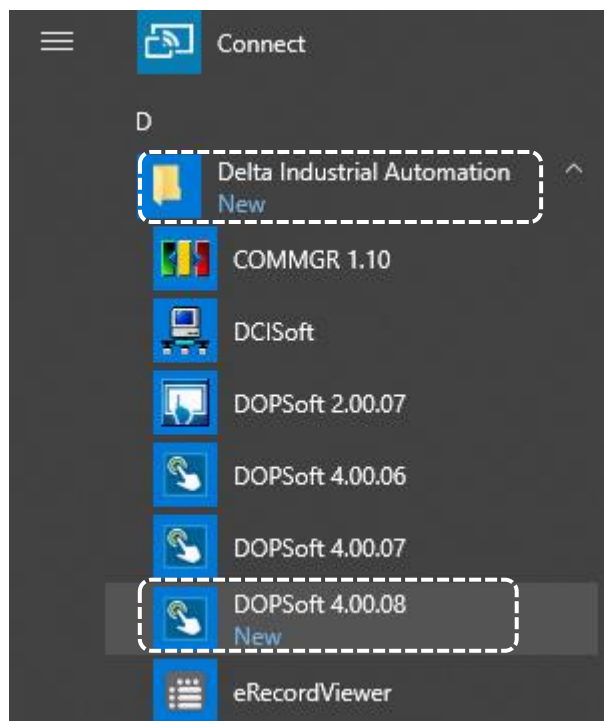 Connect
D
Delta Industrial Automation
New
COMMGR 1.10
DCISoft
DOPSoft 2.00.07
DOPSoft 4.00.06
DOPSoft 4.00.07
DOPSoft 4.00.08
New
eRecordViewer